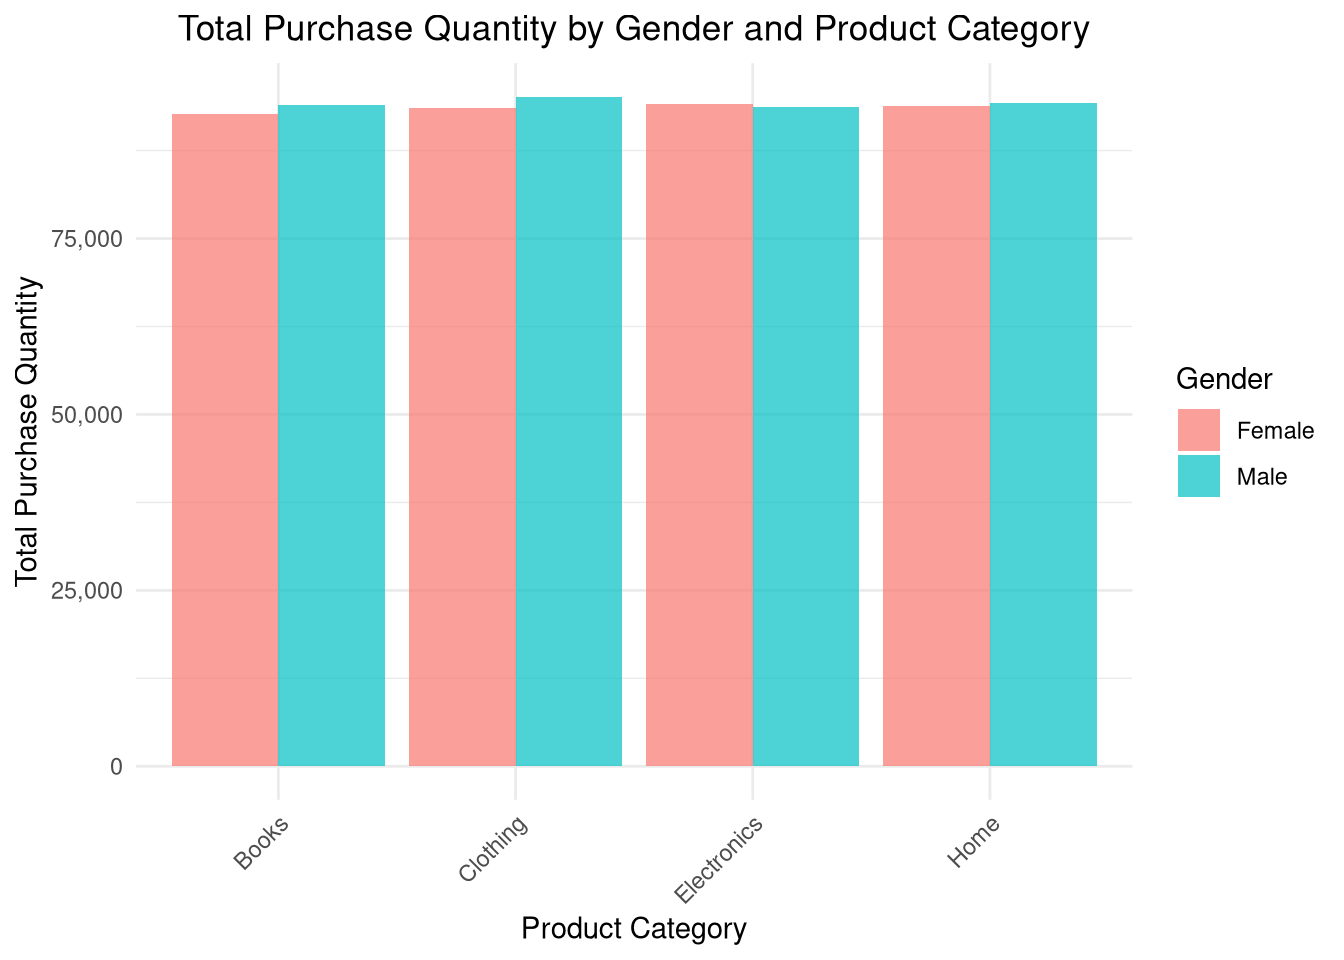 Total Purchase Quantity by Gender and Product Category
Total Purchase Quantity
75,000
50,000
25,000
0
Books
Clothing
Electronics
Home
Product Category
Gender
Female
Male